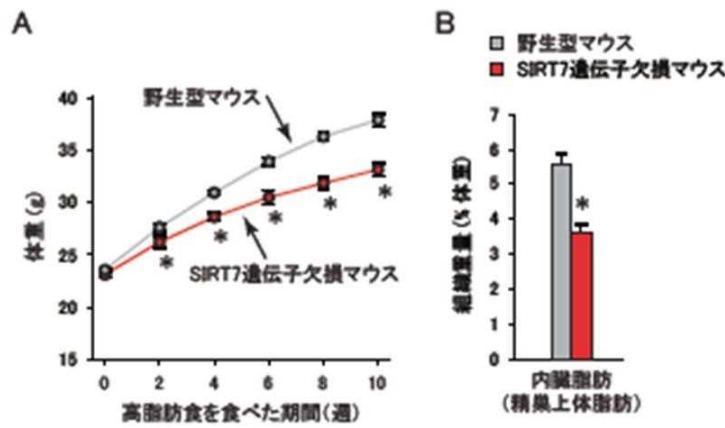 A
体重 (g)
40
35
30
25
20
15
野生型マウス
SIRT7遺伝子欠損マウス
*
*
*
*
*
0
2
4
6
8
10
高脂肪食を食べた期間(週)
B
野生型マウス
SIRT7遺伝子欠損マウス
組織重量 (% 体重)
7
6
5
4
3
2
1
0
*
内臓脂肪
(精巣上体脂肪)